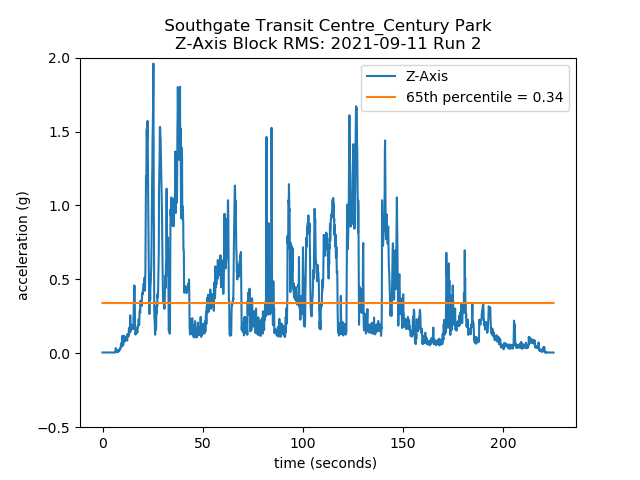 Southgate Transit Centre_Century Park
Z-Axis Block RMS: 2021-09-11 Run 2
2.0
1.5
1.0
0.5
0.0
−0.5
acceleration (g)
Z-Axis
65th percentile = 0.34
0
50
100
150
200
time (seconds)